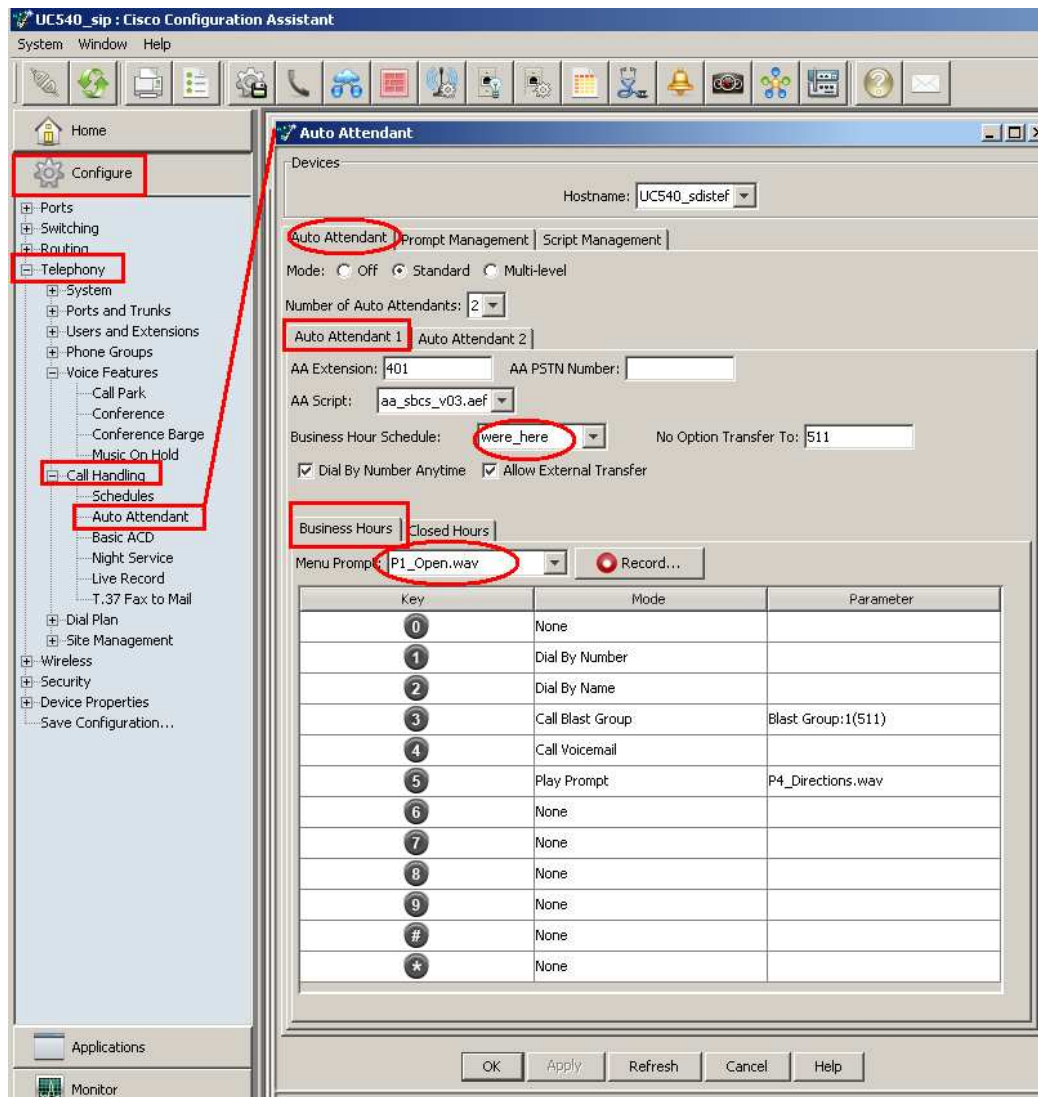 UC540_sip : Cisco Configuration Assistant
System Window Help
Home
Configure
Ports
Switching
Routing
Telephony
System
Ports and Trunks
Users and Extensions
Phone Groups
Voice Features
Call Park
Conference
Conference Barge
Music On Hold
Call Handling
Schedules
Auto Attendant
Basic ACD
Night Service
Live Record
T.37 Fax to Mail
Dial Plan
Site Management
Wireless
Security
Device Properties
Save Configuration...
Applications
Monitor
Auto Attendant
Devices
Hostname: UC540_sdistef
Auto Attendant Prompt Management Script Management
Mode: Off Standard Multi-level
Number of Auto Attendants: 2
Auto Attendant 1 Auto Attendant 2
AA Extension: 401 AA PSTN Number:
AA Script: aa_sbcs_v03.aef
Business Hour Schedule: were_here No Option Transfer To: 511
Dial By Number Anytime Allow External Transfer
Business Hours Closed Hours
Menu Prompt: P1_Open.wav Record...
Key Mode Parameter
0 None
1 Dial By Number
2 Dial By Name
3 Call Blast Group Blast Group:1(511)
4 Call Voicemail
5 Play Prompt P4_Directions.wav
6 None
7 None
8 None
9 None
# None
* None
OK Apply Refresh Cancel Help